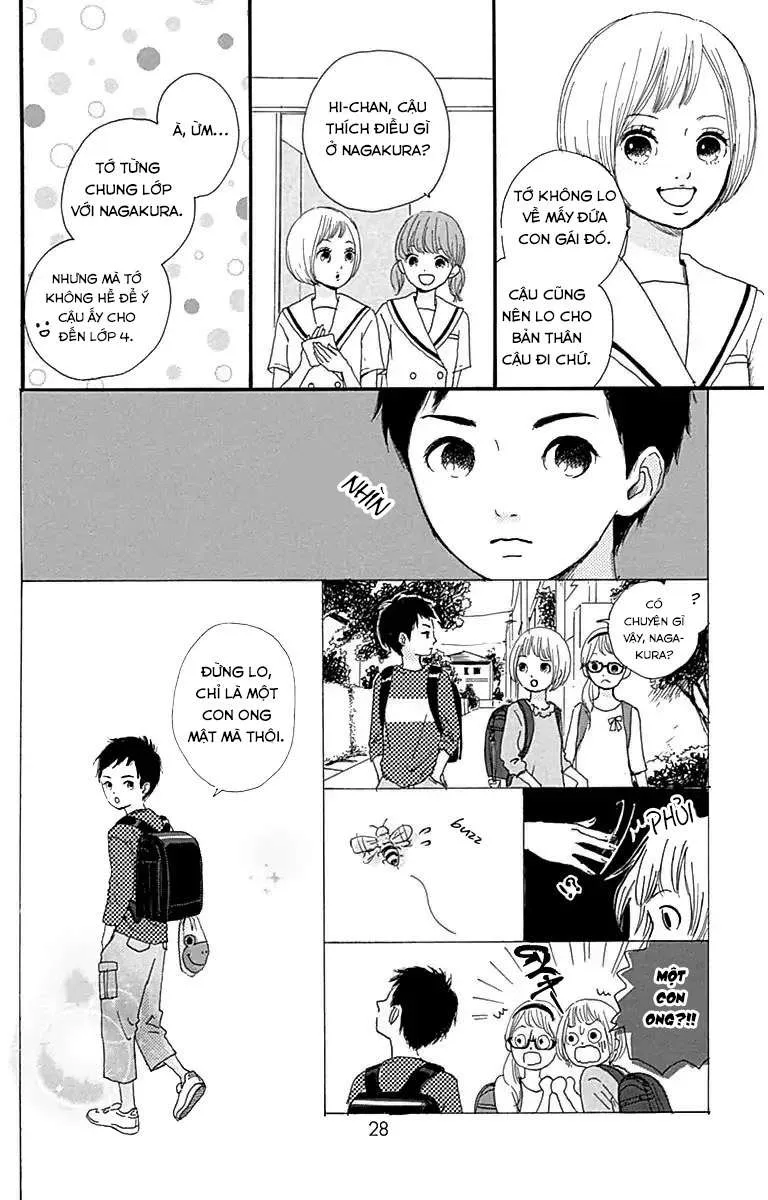 TỚ KHÔNG LO
VỀ MẤY ĐỨA
CON GÁI ĐÓ.
CẬU CŨNG
NÊN LO CHO
BẢN THÂN
CẬU ĐI CHỨ.
HI-CHAN, CẬU
THÍCH ĐIỀU GÌ
Ở NAGAKURA?
À, ỪM...
TỚ TỪNG
CHUNG LỚP
VỚI NAGAKURA.
NHƯNG MÀ TỚ
KHÔNG HỀ ĐỂ Ý
CẬU ẤY CHO
ĐẾN LỚP 4.
NHÌN
?
CÓ
CHUYỆN GÌ
VẬY, NAGA-
KURA?
PHỦI
!?
buzz
MỘT
CON
ONG?!!
ĐỪNG LO,
CHỈ LÀ MỘT
CON ONG
MẬT MÀ THÔI.
28